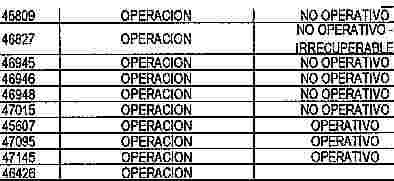 45809 OPERACION NO OPERATIVO
46827 OPERACION NO OPERATIVO -
IRRECUPERABLE
46945 OPERACION NO OPERATIVO
46946 OPERACION NO OPERATIVO
46948 OPERACION NO OPERATIVO
47015 OPERACION NO OPERATIVO
45607 OPERACION OPERATIVO
47095 OPERACION OPERATIVO
47145 OPERACION OPERATIVO
46426 OPERACION